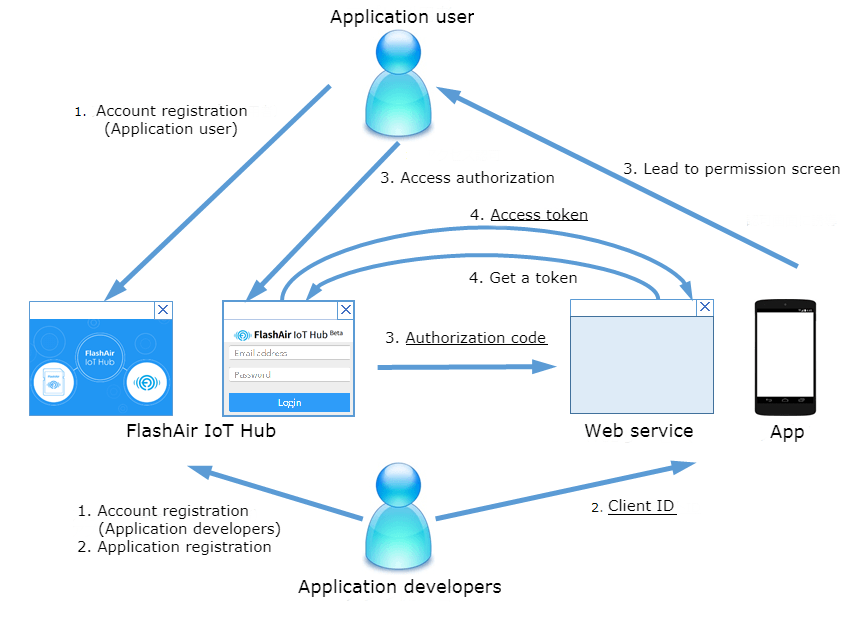 Application user
1. Account registration
(Application user)
3. Access authorization
3. Lead to permission screen
4. Access token
4. Get a token
FlashAir
IoT Hub
FlashAir IoT Hub Beta
Email address
Password
Login
3. Authorization code
FlashAir IoT Hub
Web service
App
1. Account registration
(Application developers)
2. Application registration
2. Client ID
Application developers